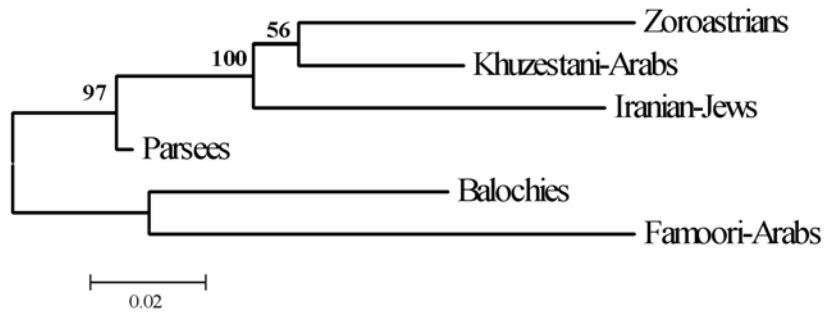 56
Zoroastrians
100
Khuzestani-Arabs
97
Iranian-Jews
Parsees
Balochies
Famoori-Arabs
0.02